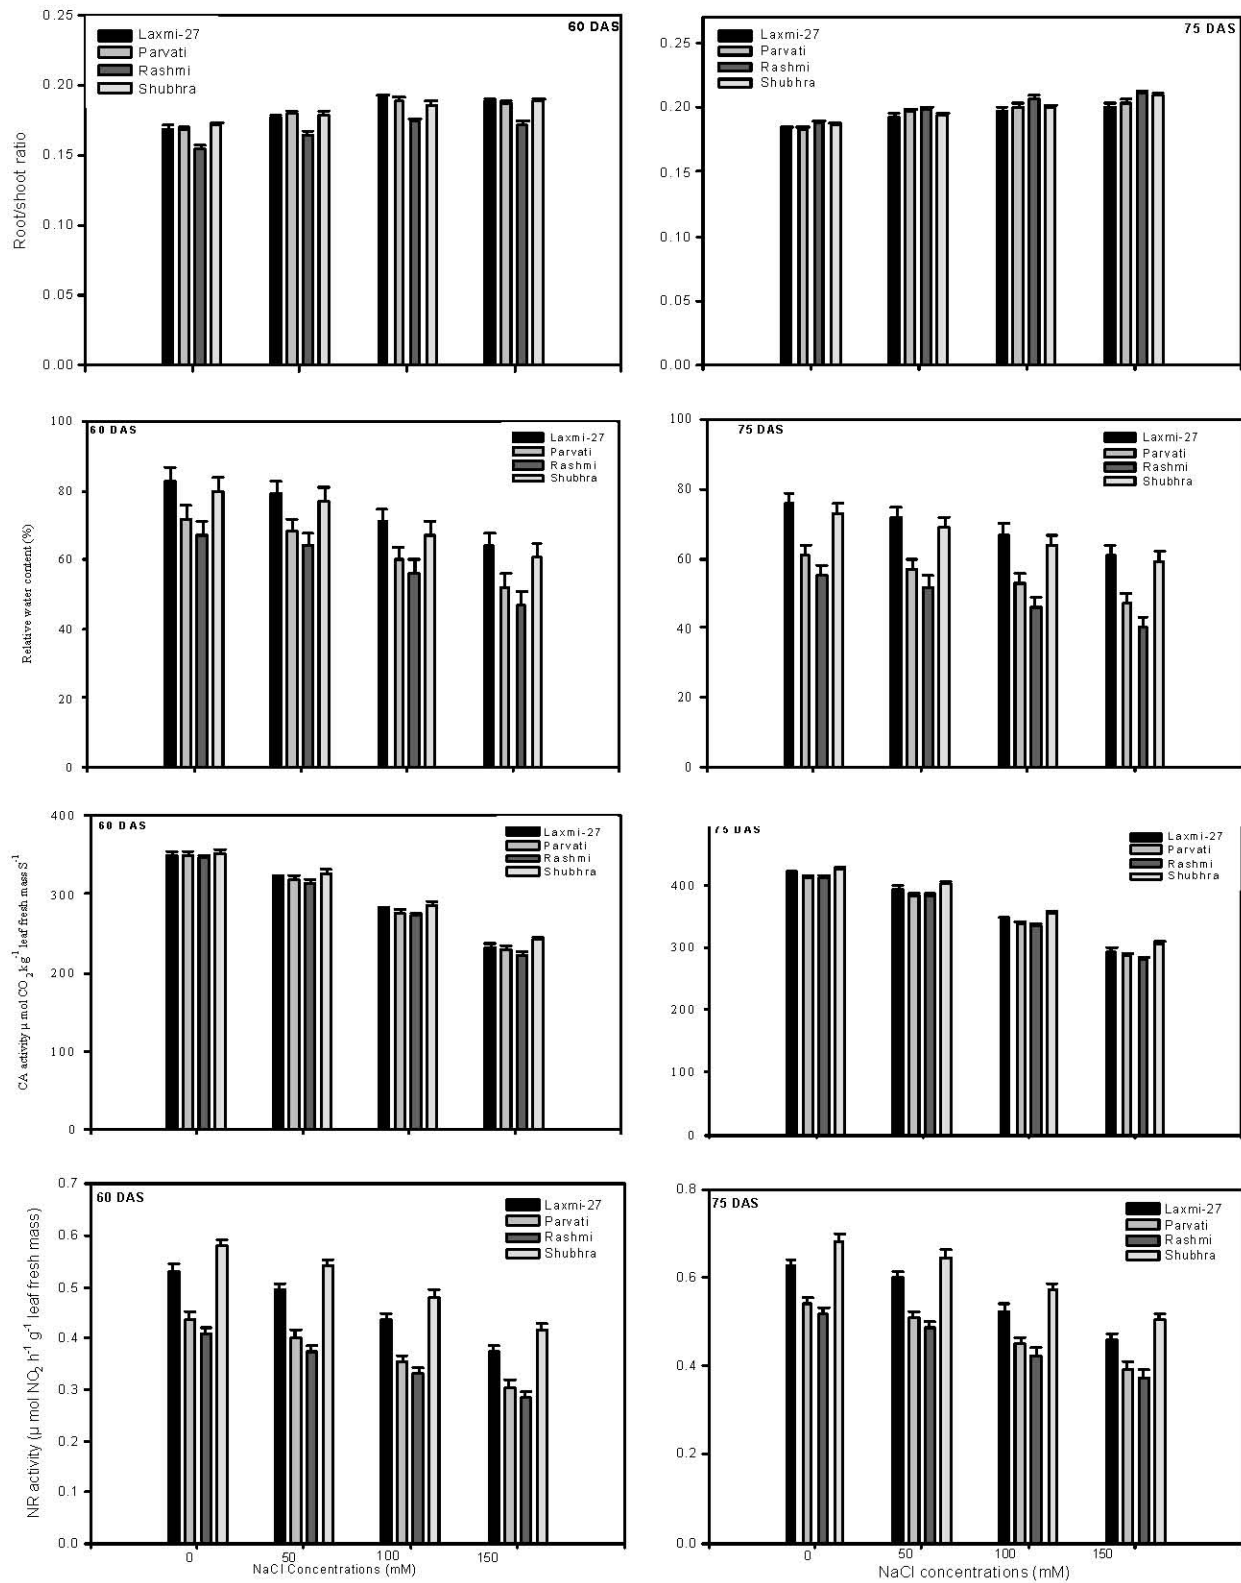 0.25
0.20
0.15
0.10
0.05
0.00
Root/shoot ratio
Laxmi-27
Parvati
Rashmi
Shubhra
60 DAS
0.25
0.20
0.15
0.10
0.05
0.00
Laxmi-27
Parvati
Rashmi
Shubhra
75 DAS
100
80
60
40
20
0
Relative water content (%)
60 DAS
Laxmi-27
Parvati
Rashmi
Shubhra
100
80
60
40
20
0
75 DAS
Laxmi-27
Parvati
Rashmi
Shubhra
400
300
200
100
0
CA activity µ mol CO₂ kg⁻¹ leaf fresh mass S⁻¹
60 DAS
Laxmi-27
Parvati
Rashmi
Shubhra
400
300
200
100
0
75 DAS
Laxmi-27
Parvati
Rashmi
Shubhra
0.7
0.6
0.5
0.4
0.3
0.2
0.1
0.0
NR activity (µ mol NO₂ h⁻¹ g⁻¹ leaf fresh mass)
60 DAS
Laxmi-27
Parvati
Rashmi
Shubhra
0 50 100 150
NaCl Concentrations (mM)
0.8
0.6
0.4
0.2
0.0
75 DAS
Laxmi-27
Parvati
Rashmi
Shubhra
0 50 100 150
NaCl concentrations (mM)